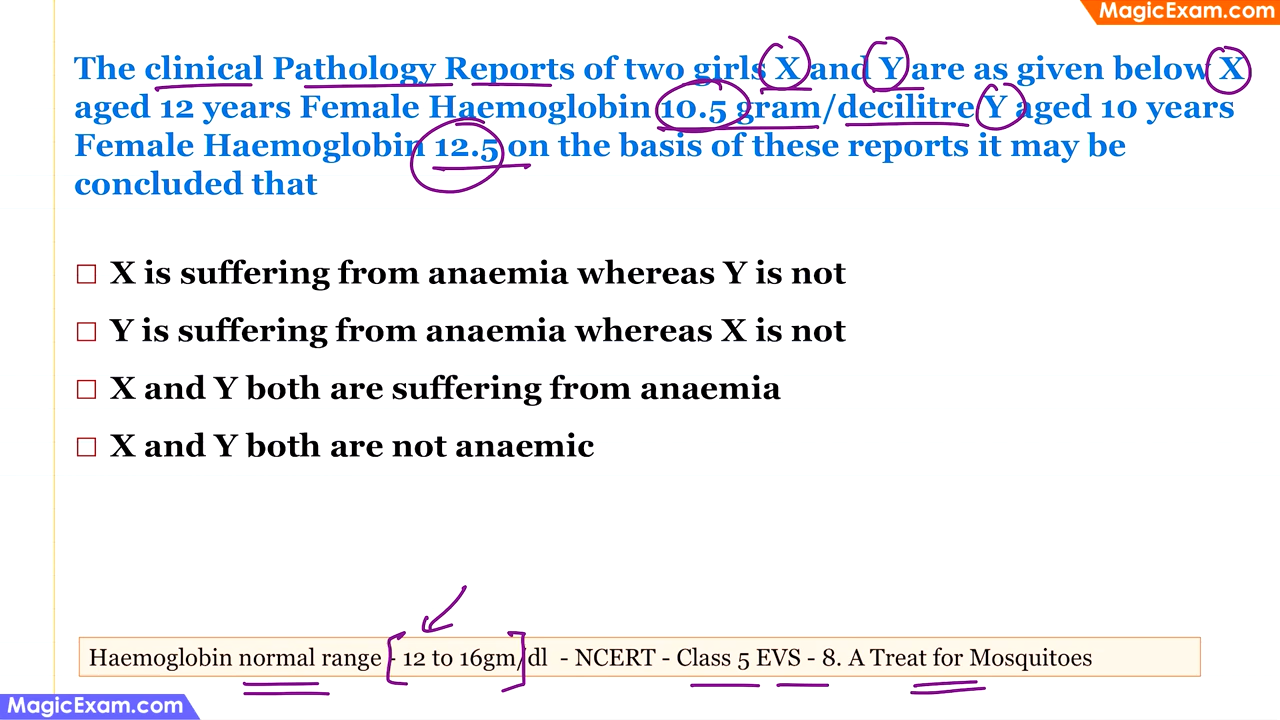 MagicExam.com
The clinical Pathology Reports of two girls X and Y are as given below X
aged 12 years Female Haemoglobin 10.5 gram/decilitre Y aged 10 years
Female Haemoglobin 12.5 on the basis of these reports it may be
concluded that
X is suffering from anaemia whereas Y is not
Y is suffering from anaemia whereas X is not
X and Y both are suffering from anaemia
X and Y both are not anaemic
Haemoglobin normal range - 12 to 16gm/dl - NCERT - Class 5 EVS - 8. A Treat for Mosquitoes
MagicExam.com